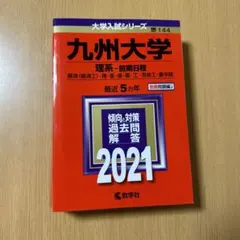 大学入試シリーズ
144
九州大学
理系-前期日程
最近5カ年
傾向と対策
過去問
解答
2021
教学社